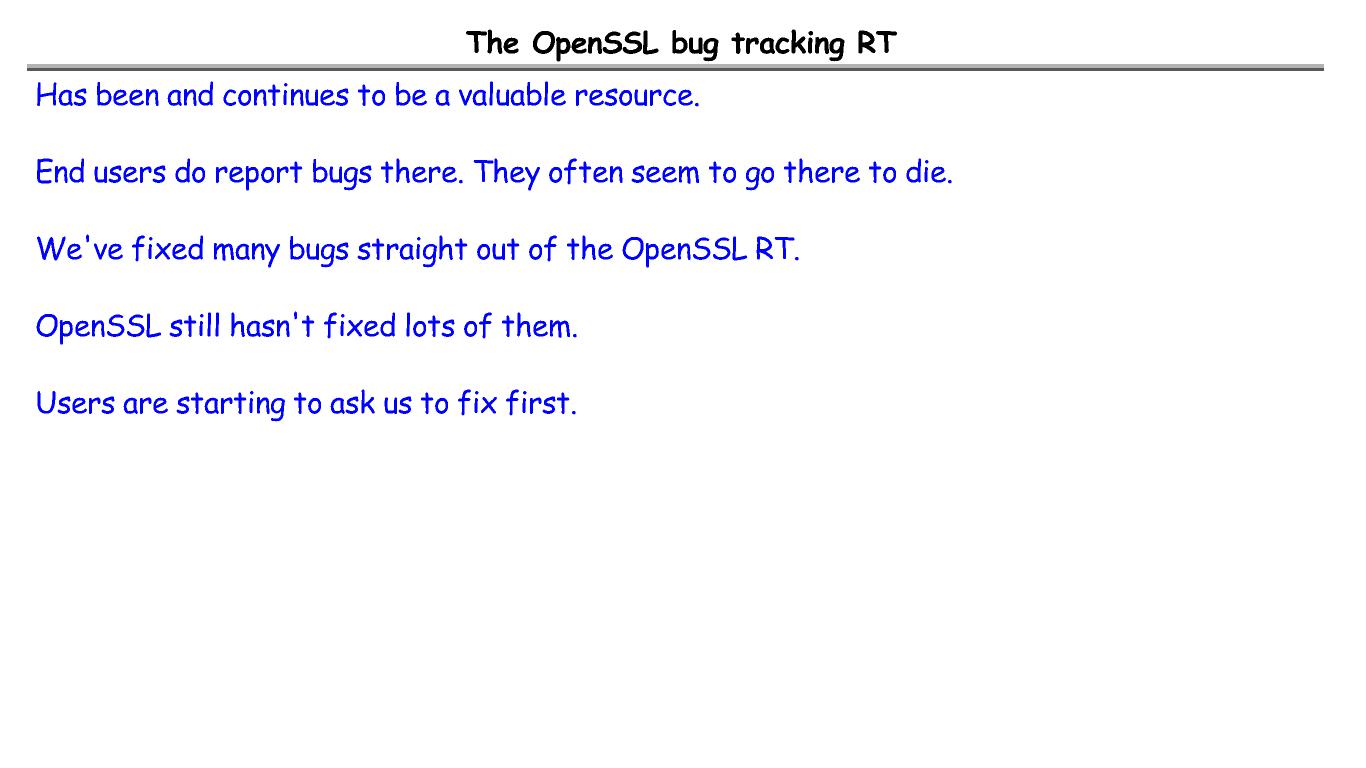 The OpenSSL bug tracking RT
Has been and continues to be a valuable resource.
End users do report bugs there. They often seem to go there to die.
We've fixed many bugs straight out of the OpenSSL RT.
OpenSSL still hasn't fixed lots of them.
Users are starting to ask us to fix first.